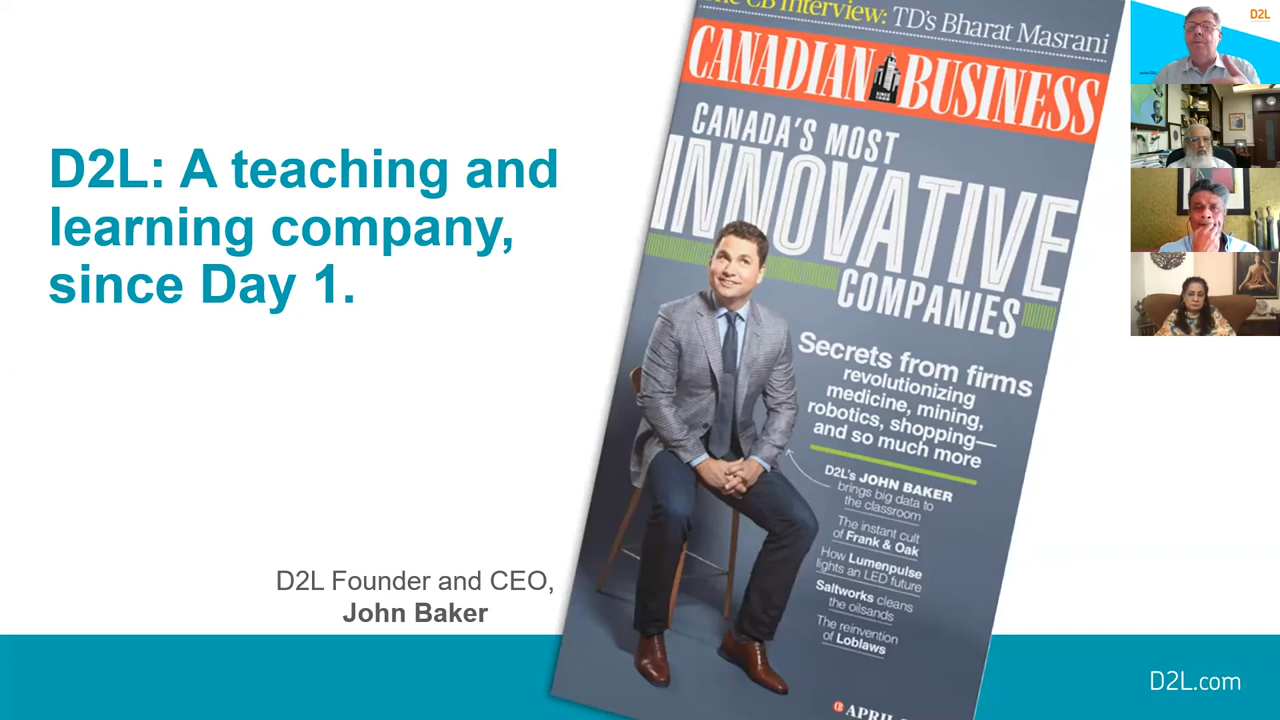 D2L: A teaching and
learning company,
since Day 1.
D2L Founder and CEO,
John Baker
CB Interview: TD's Bharat Masrani
CANADIAN BUSINESS
SINCE 1928
CANADA'S MOST
INNOVATIVE
COMPANIES
Secrets from firms
revolutionizing
medicine, mining,
robotics, shopping—
and so much more
D2L's JOHN BAKER
brings big data to
the classroom
The instant cult
of Frank & Oak
How Lumenpulse
lights an LED future
Saltworks cleans
the oilsands
The reinvention
of Loblaws
APRIL
D2L.com
D2L